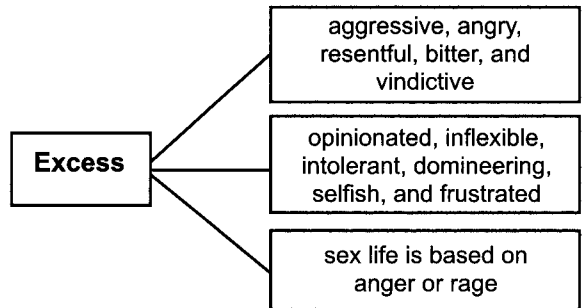 Excess
aggressive, angry,
resentful, bitter, and
vindictive
opinionated, inflexible,
intolerant, domineering,
selfish, and frustrated
sex life is based on
anger or rage